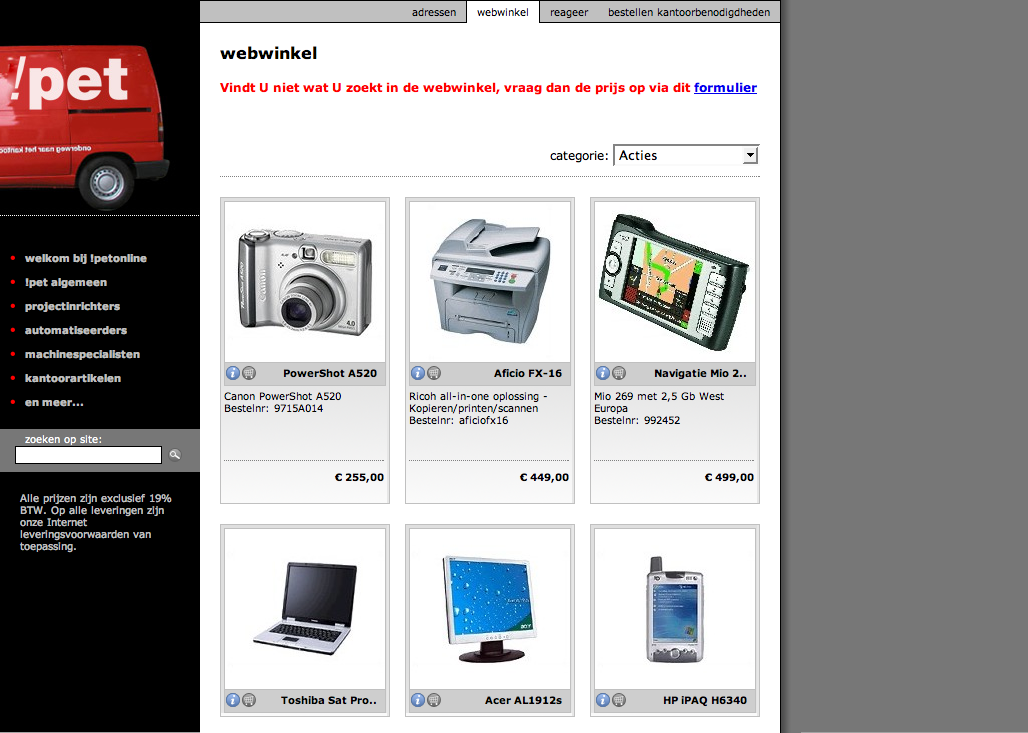 adressen
webwinkel
reageer
bestellen kantoorbenodigdheden
!pet
onderweg naar het kantoor
webwinkel
Vindt U niet wat U zoekt in de webwinkel, vraag dan de prijs op via dit formulier
categorie: Acties
welkom bij !petonline
!pet algemeen
projectinrichters
automatiseerders
machinespecialisten
kantoorartikelen
en meer...
zoeken op site:
Alle prijzen zijn exclusief 19%
BTW. Op alle leveringen zijn
onze Internet
leveringsvoorwaarden van
toepassing.
Canon
4.0
PowerShot A520
Canon PowerShot A520
Bestelnr: 9715A014
€ 255,00
Aficio FX-16
Ricoh all-in-one oplossing -
Kopieren/printen/scannen
Bestelnr: aficiofx16
€ 449,00
Navigatie Mio 2..
Mio 269 met 2,5 Gb West
Europa
Bestelnr: 992452
€ 499,00
Toshiba Sat Pro..
acer
Acer AL1912s
HP iPAQ H6340